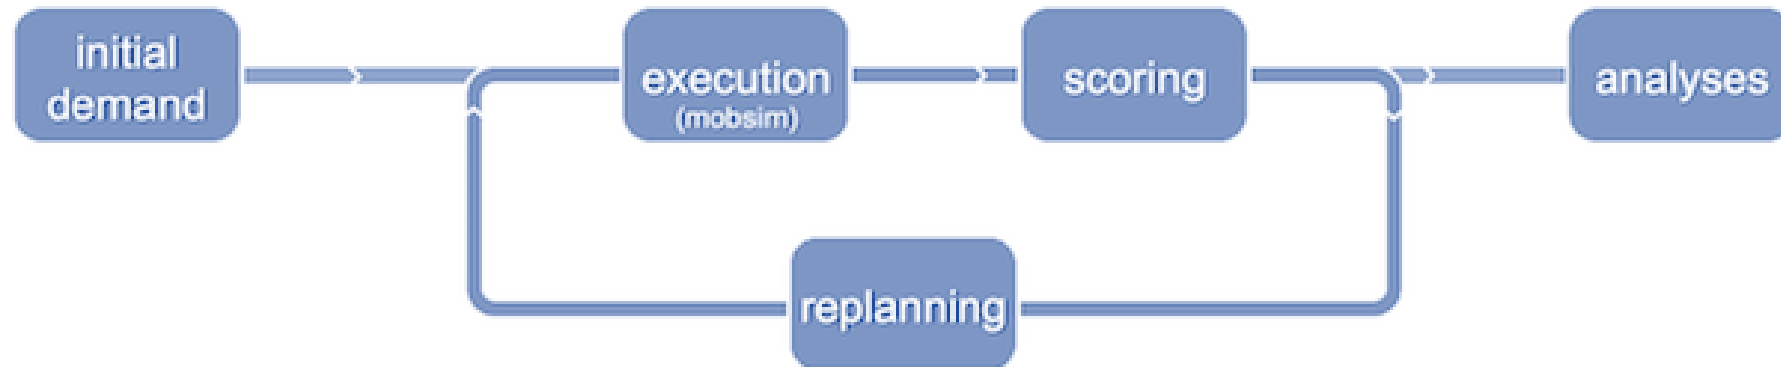 initial
demand
execution
(mobsim)
scoring
analyses
replanning